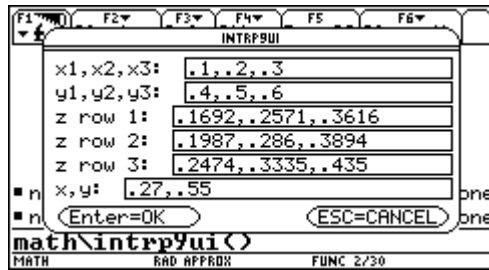 F1 F2 F3 F4 F5 F6
INTRP9UI
x1,x2,x3: .1,.2,.3
y1,y2,y3: .4,.5,.6
z row 1: .1692,.2571,.3616
z row 2: .1987,.286,.3894
z row 3: .2474,.3335,.435
x,y: .27,.55
Enter=OK ESC=CANCEL
math\intrp9ui()
MATH RAD APPROX FUNC 2/30